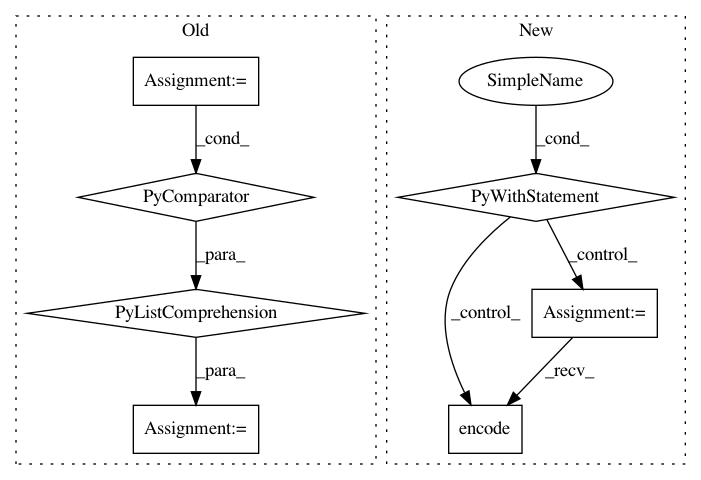 Old
New
Assignment:=
SimpleName
_cond_
_cond_
PyComparator
PyWithStatement
_para_
_control_
PyListComprehension
_control_
Assignment:=
_para_
_recv_
Assignment:=
encode